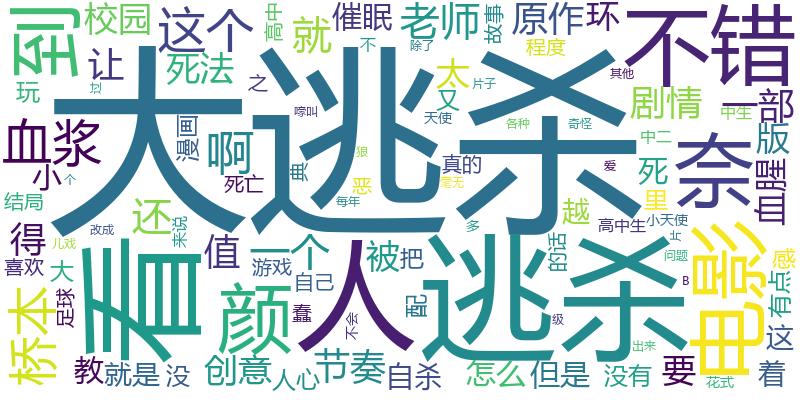 到
校园
这个
高中
就
催眠
不
老师
除了
故事
原作
环
程度
不错
玩
让
死法
之
嚎叫
太
又
天使
片子
各种
奇怪
其他
剧情
一部
中生
大逃杀
血浆
漫画
啊
典
狼
真的
爱
中二
死
版
奈
血腥
小
个
死亡
每年
恶
毫无
里
结局
还
越
高中生
小天使
得
儿戏
改成
来说
值
一个
被
把
多
的话
问题
感
喜欢
大
足球
看
颜
游戏
自己
人
配
逃杀
B
电影
有点
蠢
不会
级
出来
这
桥本
教
就是
没
创意
人心
节奏
自杀
怎么
但是
没有
要
花式
着
过